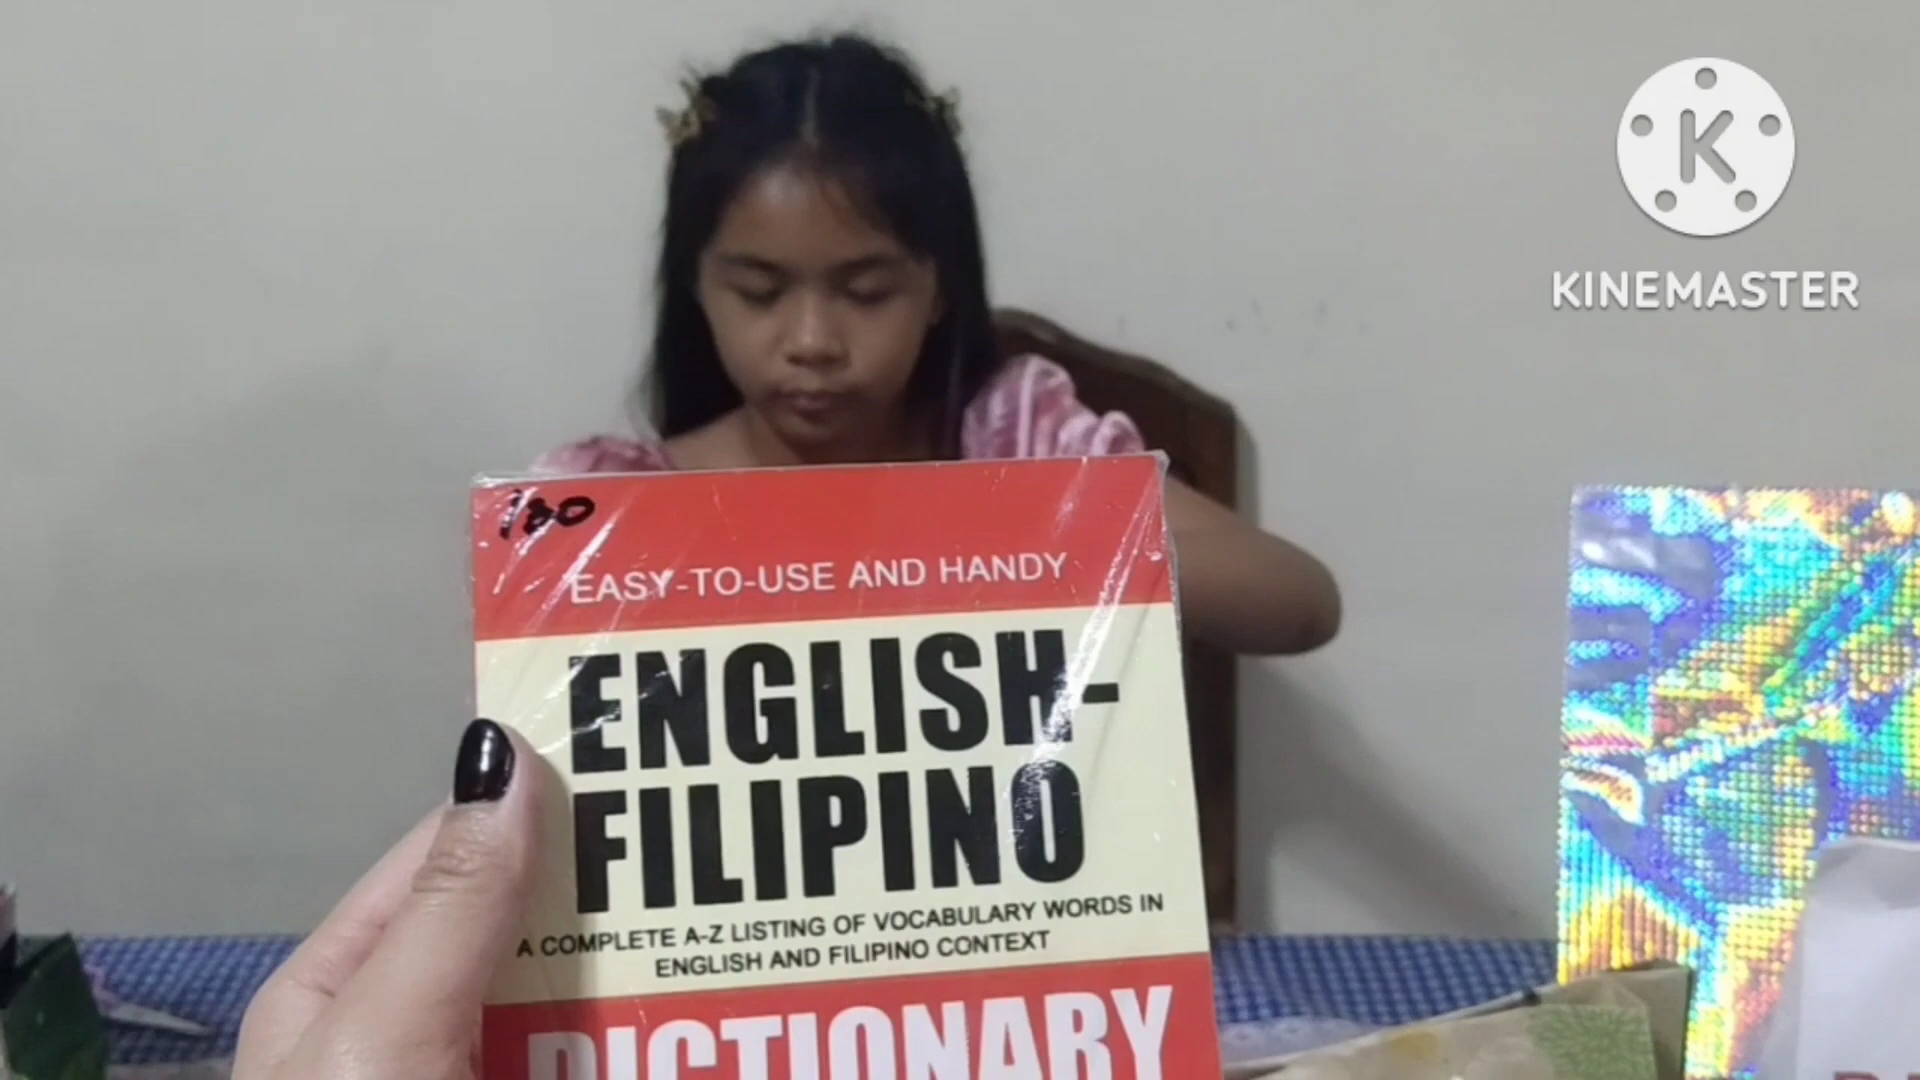 K
KINEMASTER
180
EASY-TO-USE AND HANDY
ENGLISH-
FILIPINO
A COMPLETE A-Z LISTING OF VOCABULARY WORDS IN
ENGLISH AND FILIPINO CONTEXT
DICTIONARY